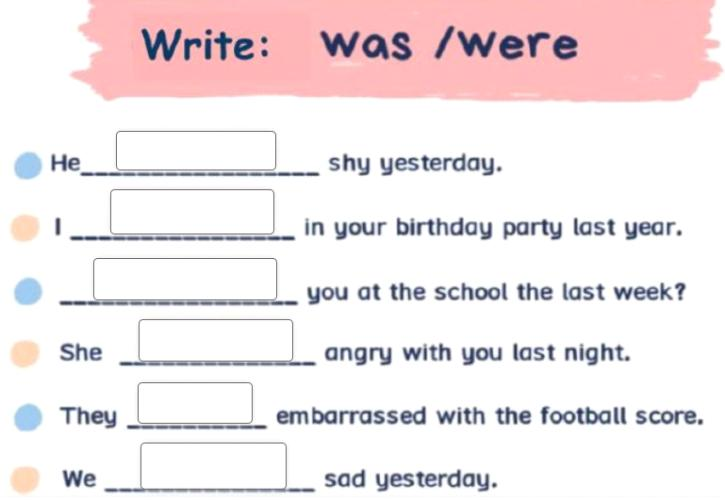 Write: was /were
He________________ shy yesterday.
I ________________ in your birthday party last year.
________________ you at the school the last week?
She _____________ angry with you last night.
They __________ embarrassed with the football score.
We ______________ sad yesterday.